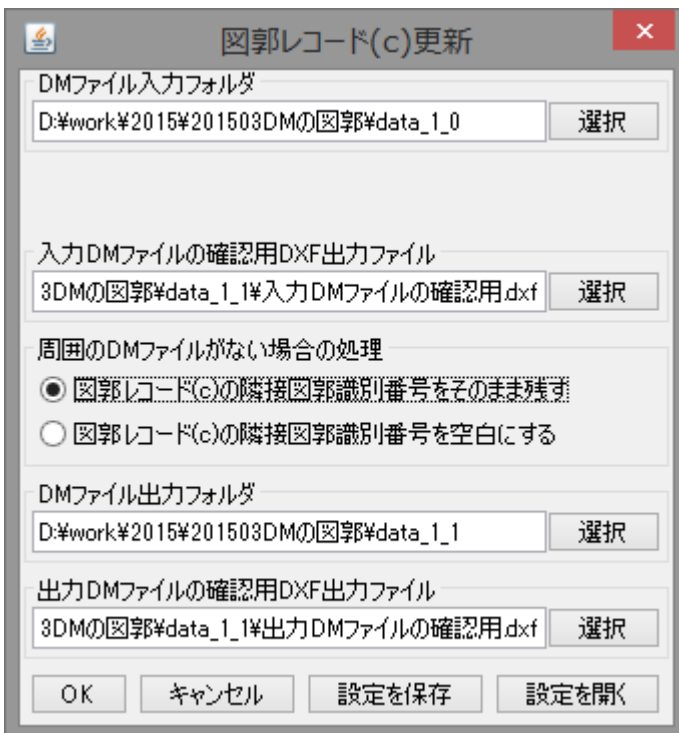 図郭レコード(c)更新
DMファイル入力フォルダ
D:¥work¥2015¥201503DMの図郭¥data_1_0
選択
入力DMファイルの確認用DXF出力ファイル
3DMの図郭¥data_1_1¥入力DMファイルの確認用.dxf
選択
周囲のDMファイルがない場合の処理
図郭レコード(c)の隣接図郭識別番号をそのまま残す
図郭レコード(c)の隣接図郭識別番号を空白にする
DMファイル出力フォルダ
D:¥work¥2015¥201503DMの図郭¥data_1_1
選択
出力DMファイルの確認用DXF出力ファイル
3DMの図郭¥data_1_1¥出力DMファイルの確認用.dxf
選択
OK キャンセル 設定を保存 設定を開く